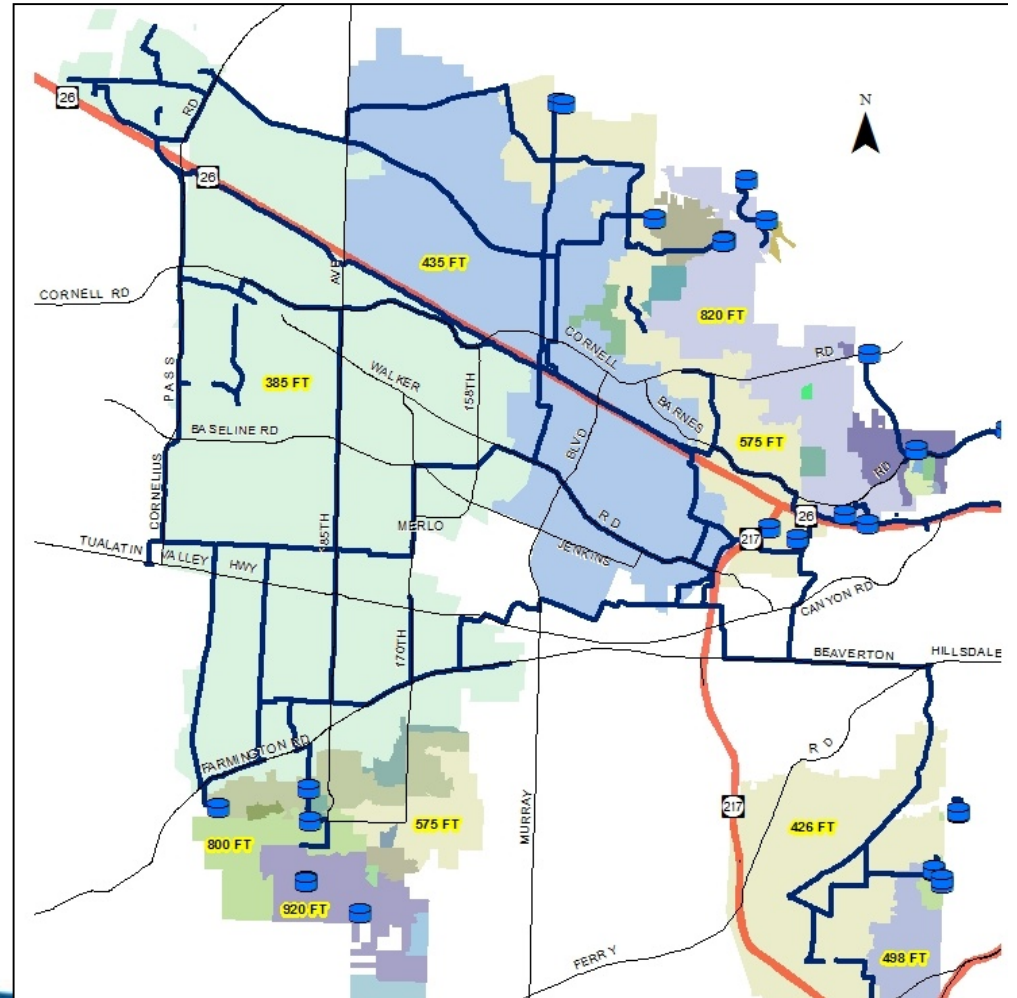 N
26
RD
26
435 FT
AVE
CORNELL RD
820 FT
CORNELL
RD
PASS
385 FT
WALKER
158TH
BARNES
BASELINE RD
BLVD
575 FT
RD
CORNELIUS
185TH
MERLO
RD
26
217
TUALATIN
VALLEY
HWY
JENKINS
CANYON RD
170TH
BEAVERTON
HILLSDALE
FARMINGTON RD
RD
217
MURRAY
800 FT
575 FT
426 FT
920 FT
FERRY
498 FT